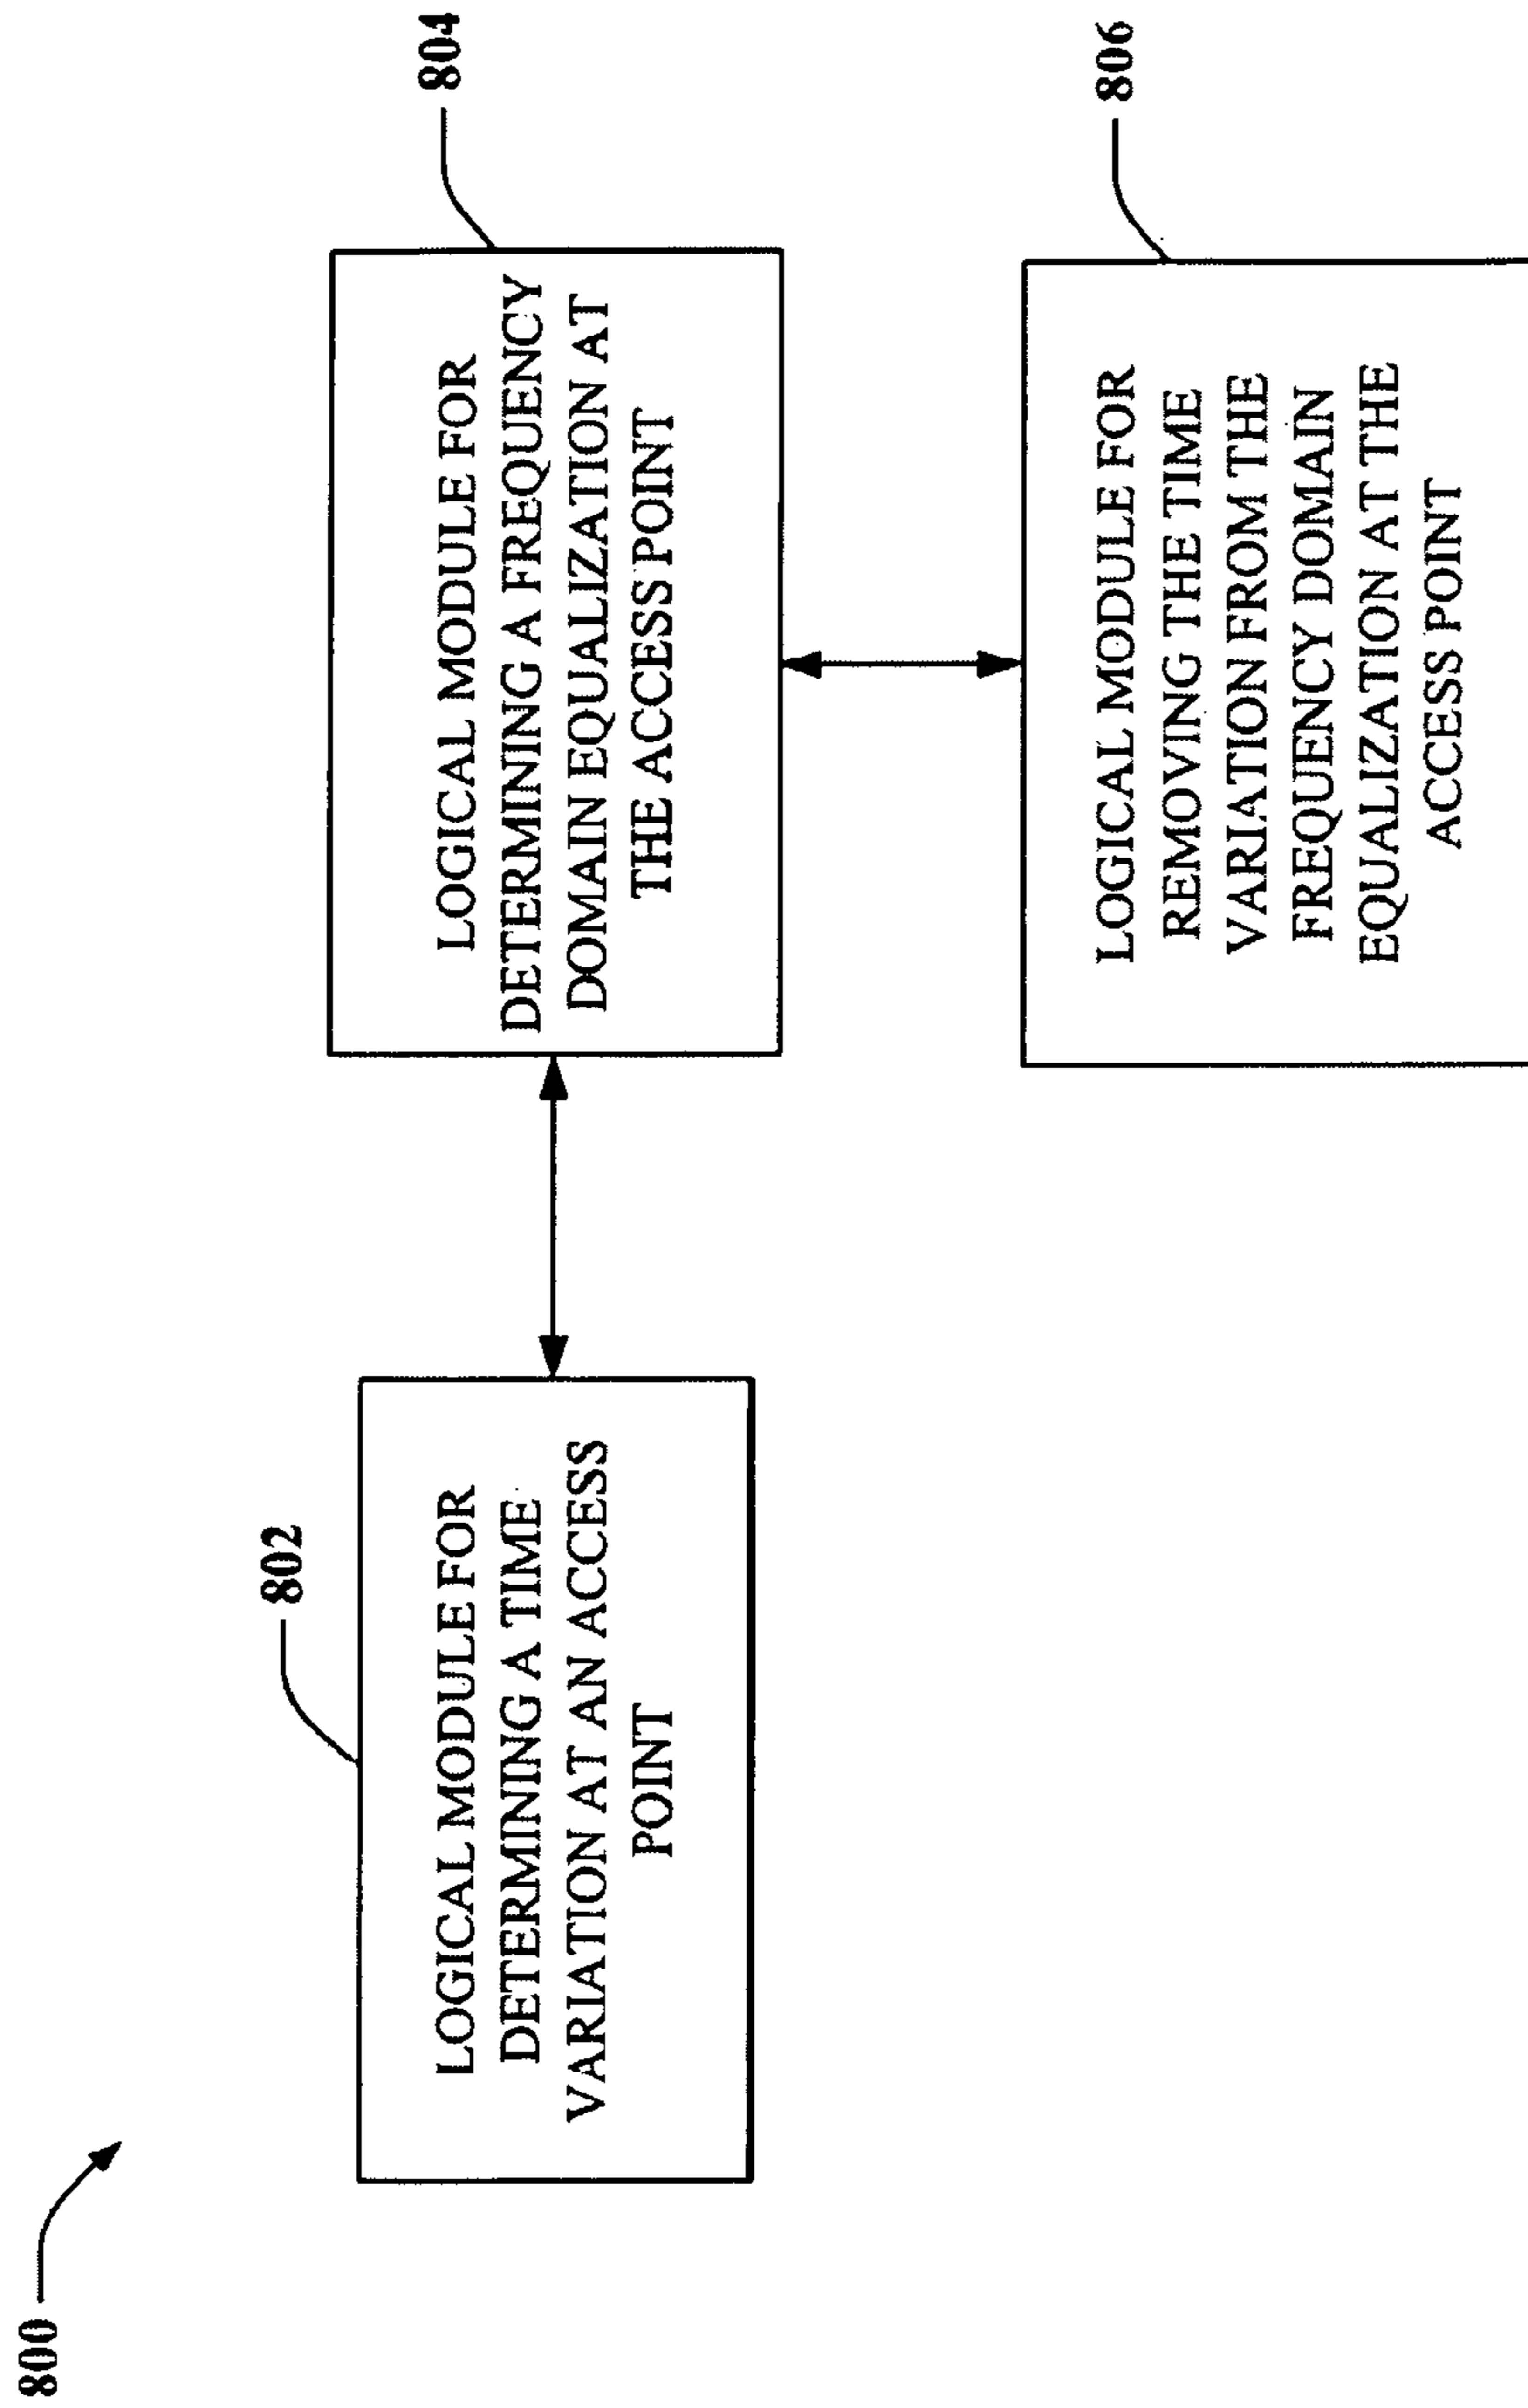 800
802
LOGICAL MODULE FOR
DETERMINING A TIME
VARIATION AT AN ACCESS
POINT
804
LOGICAL MODULE FOR
DETERMINING A FREQUENCY
DOMAIN EQUALIZATION AT
THE ACCESS POINT
806
LOGICAL MODULE FOR
REMOVING THE TIME
VARIATION FROM THE
FREQUENCY DOMAIN
EQUALIZATION AT THE
ACCESS POINT